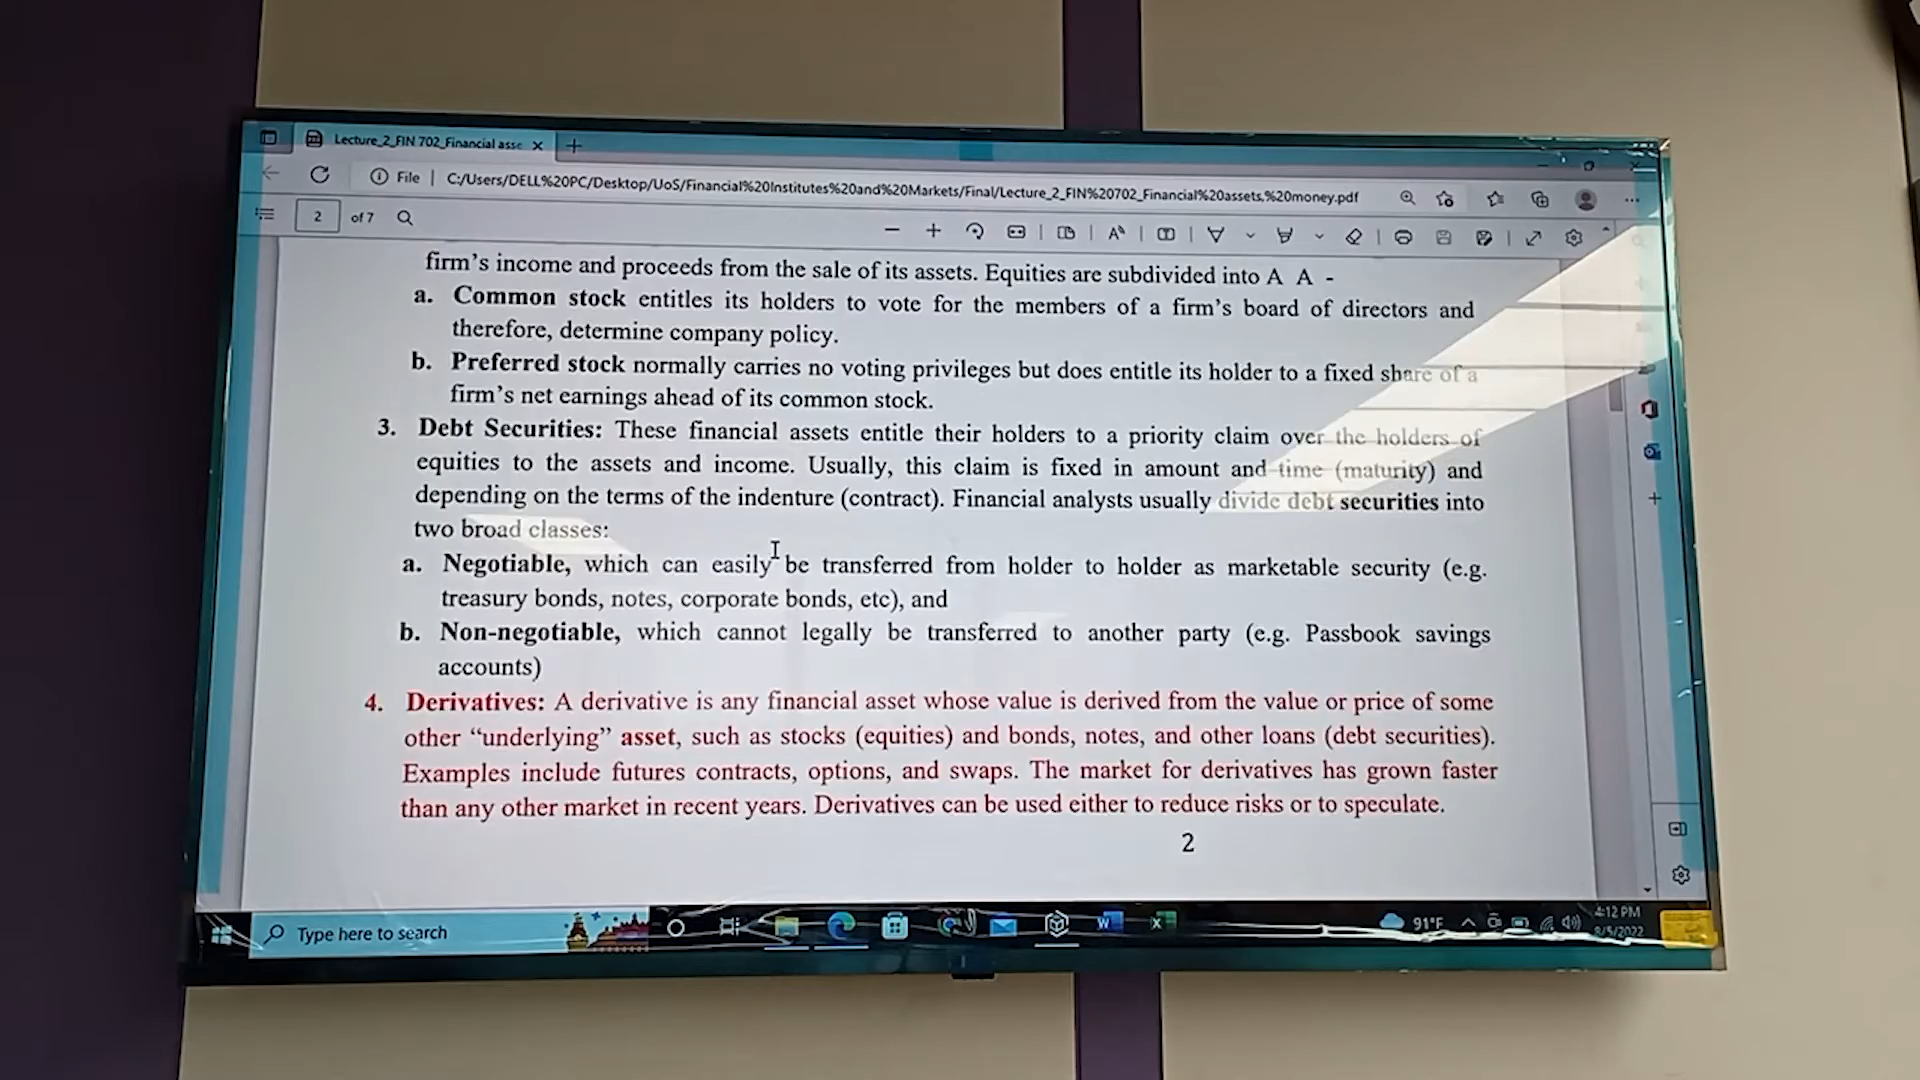 Lecture_2_FIN 702_Financial asse
File | C:/Users/DELL%20PC/Desktop/UoS/Financial%20Institutes%20and%20Markets/Final/Lecture_2_FIN%20702_Financial%20assets,%20money.pdf
2 of 7
firm's income and proceeds from the sale of its assets. Equities are subdivided into A A -
a. Common stock entitles its holders to vote for the members of a firm's board of directors and
therefore, determine company policy.
b. Preferred stock normally carries no voting privileges but does entitle its holder to a fixed share of a
firm's net earnings ahead of its common stock.
3. Debt Securities: These financial assets entitle their holders to a priority claim over the holders of
equities to the assets and income. Usually, this claim is fixed in amount and time (maturity) and
depending on the terms of the indenture (contract). Financial analysts usually divide debt securities into
two broad classes:
a. Negotiable, which can easily be transferred from holder to holder as marketable security (e.g.
treasury bonds, notes, corporate bonds, etc), and
b. Non-negotiable, which cannot legally be transferred to another party (e.g. Passbook savings
accounts)
4. Derivatives: A derivative is any financial asset whose value is derived from the value or price of some
other “underlying” asset, such as stocks (equities) and bonds, notes, and other loans (debt securities).
Examples include futures contracts, options, and swaps. The market for derivatives has grown faster
than any other market in recent years. Derivatives can be used either to reduce risks or to speculate.
2
Type here to search
91°F
4:12 PM
8/5/2022